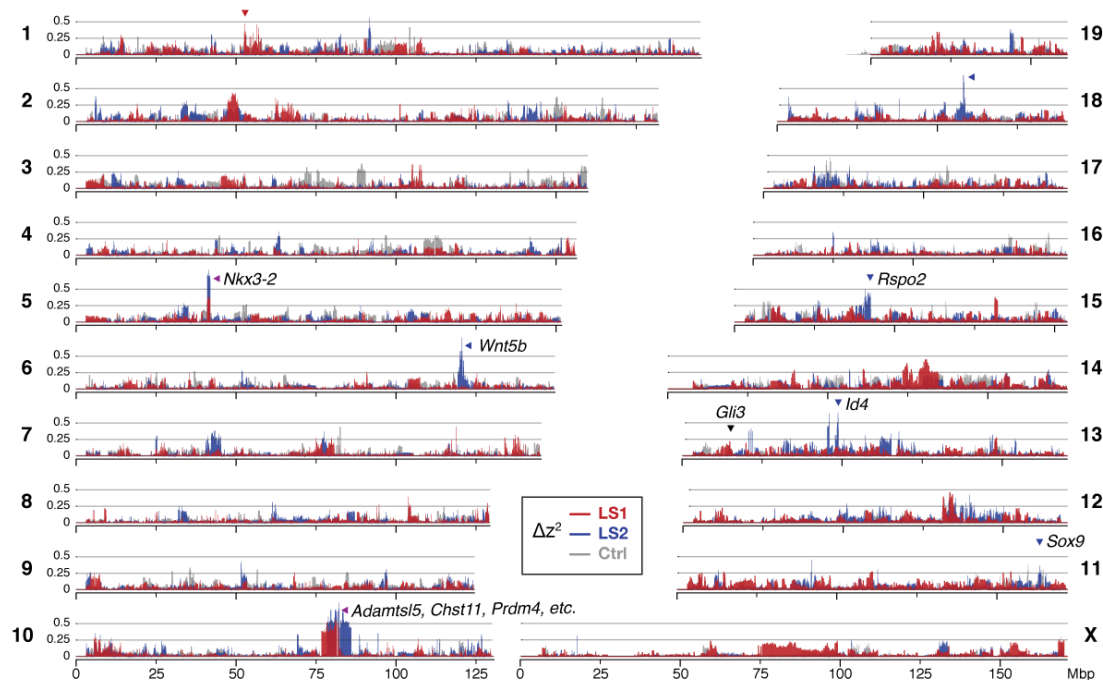 1 0.5 0.25 0 19
0 50 100
2 0.5 0.25 0 18
3 0.5 0.25 0 17
4 0.5 0.25 0 16
5 0.5 0.25 0 Nkx3-2 Rspo2 15
6 0.5 0.25 0 Wnt5b 14
7 0.5 0.25 0 Gli3 Id4 13
8 0.5 0.25 0 12
Δz² LS1
LS2
Ctrl
9 0.5 0.25 0 Sox9 11
10 0.5 0.25 0 Adamtsl5, Chst11, Prdm4, etc. X
0 25 50 75 100 125 0 25 50 75 100 150 Mbp